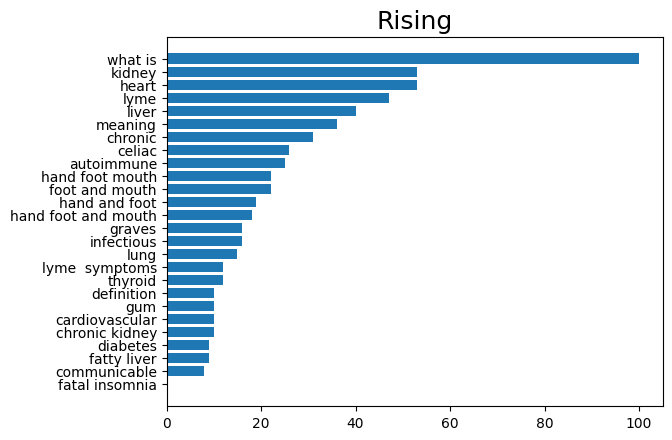 Rising
what is
kidney
heart
lyme
liver
meaning
chronic
celiac
autoimmune
hand foot mouth
foot and mouth
hand and foot
hand foot and mouth
graves
infectious
lung
lyme  symptoms
thyroid
definition
gum
cardiovascular
chronic kidney
diabetes
fatty liver
communicable
fatal insomnia
0 20 40 60 80 100